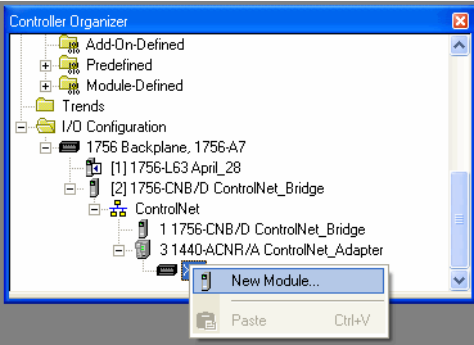 Controller Organizer
Add-On-Defined
Predefined
Module-Defined
Trends
I/O Configuration
1756 Backplane, 1756-A7
[1] 1756-L63 April_28
[2] 1756-CNB/D ControlNet_Bridge
ControlNet
1 1756-CNB/D ControlNet_Bridge
3 1440-ACNR/A ControlNet_Adapter
New Module...
Paste Ctrl+V